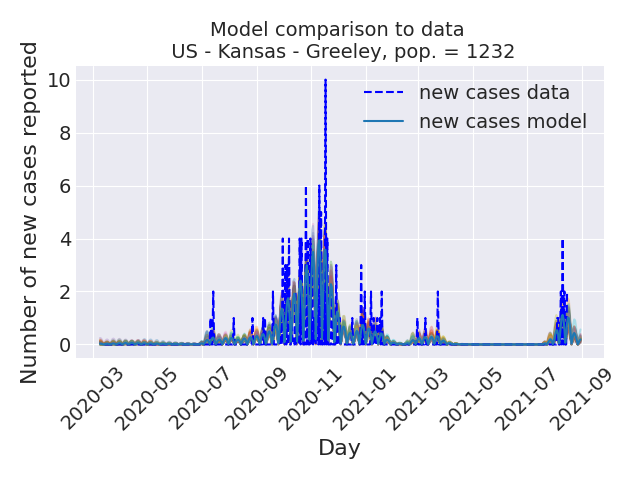 Model comparison to data
US - Kansas - Greeley, pop. = 1232
Number of new cases reported
10
8
6
4
2
0
new cases data
new cases model
2020-03
2020-05
2020-07
2020-09
2020-11
2021-01
2021-03
2021-05
2021-07
2021-09
Day